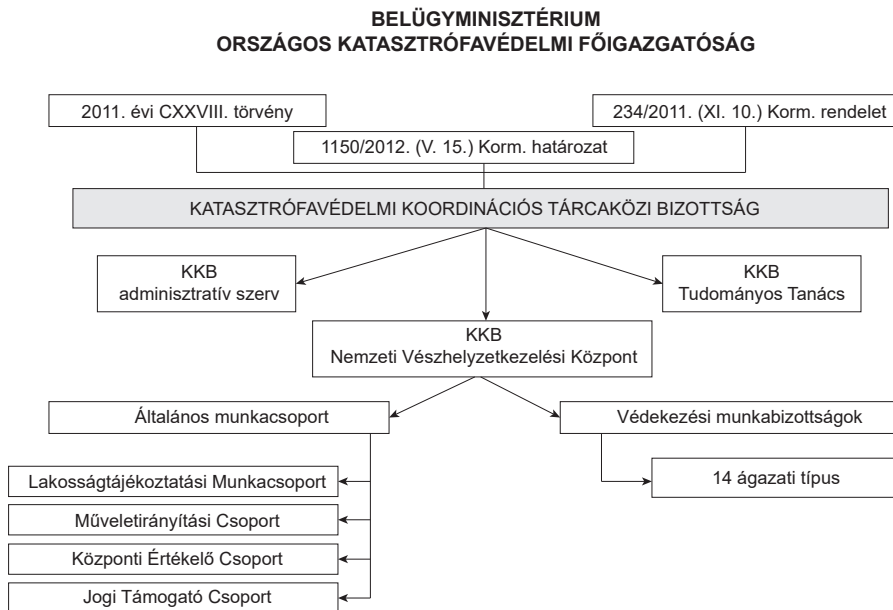 BELÜGYMINISZTÉRIUM
ORSZÁGOS KATASZTRÓFAVÉDELMI FŐIGAZGATÓSÁG
2011. évi CXXVIII. törvény
234/2011. (XI. 10.) Korm. rendelet
1150/2012. (V. 15.) Korm. határozat
KATASZTRÓFAVÉDELMI KOORDINÁCIÓS TÁRCAKÖZI BIZOTTSÁG
KKB
adminisztratív szerv
KKB
Tudományos Tanács
KKB
Nemzeti Vészhelyzetkezelési Központ
Általános munkacsoport
Védekezési munkabizottságok
Lakosságtájékoztatási Munkacsoport
14 ágazati típus
Műveletirányítási Csoport
Központi Értékelő Csoport
Jogi Támogató Csoport